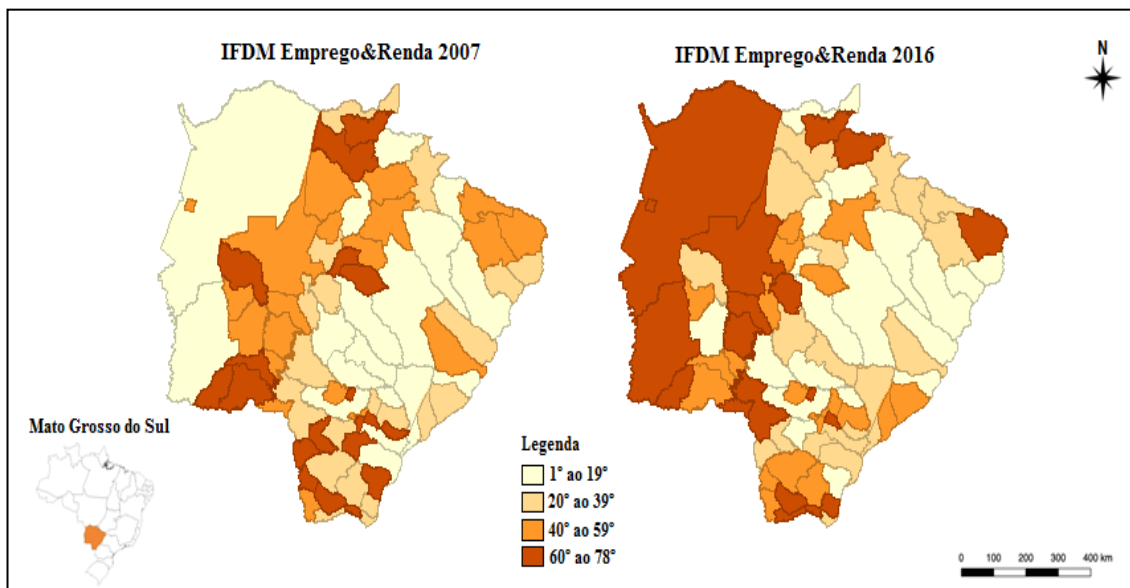 IFDM Emprego&Renda 2007
IFDM Emprego&Renda 2016
N
Mato Grosso do Sul
Legenda
1° ao 19°
20° ao 39°
40° ao 59°
60° ao 78°
0 100 200 300 400 km